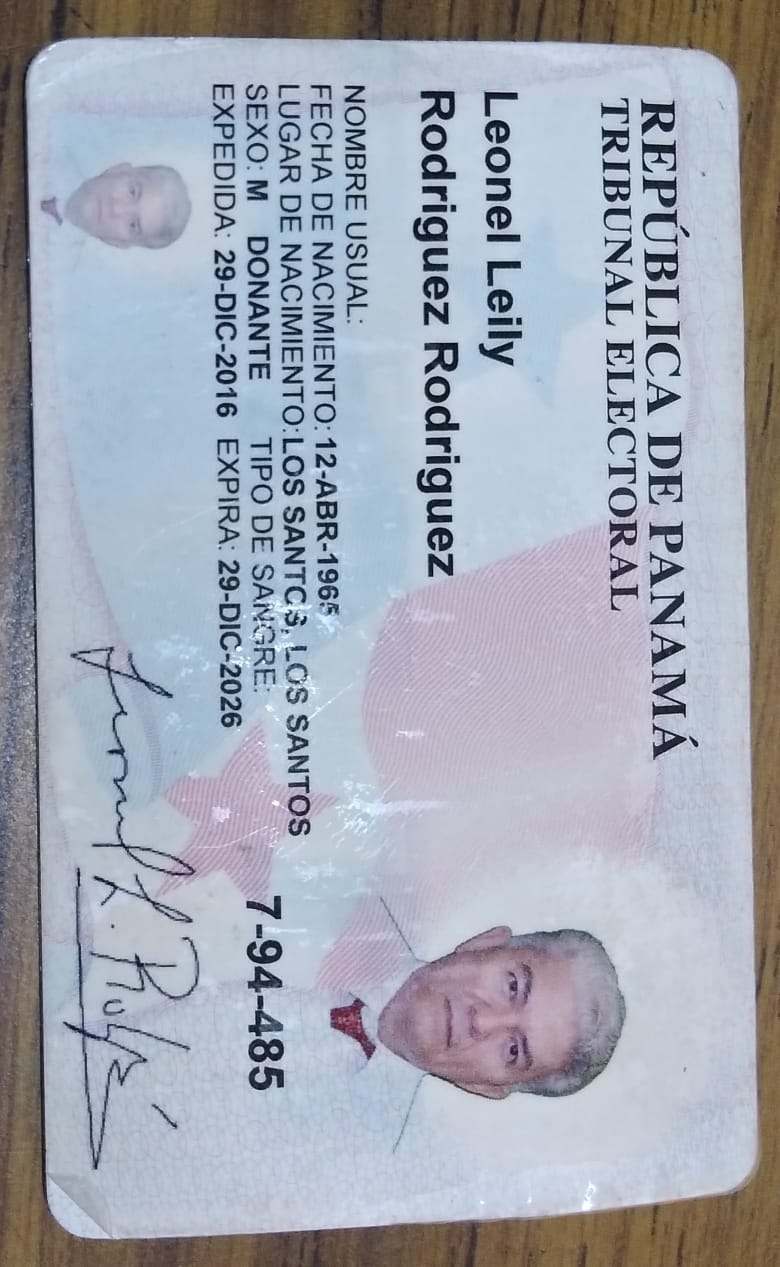 REPÚBLICA DE PANAMÁ
TRIBUNAL ELECTORAL
Leonel Leily
Rodriguez Rodriguez
NOMBRE USUAL:
FECHA DE NACIMIENTO: 12-ABR-1965
LUGAR DE NACIMIENTO: LOS SANTOS, LOS SANTOS
SEXO: M DONANTE TIPO DE SANGRE:
EXPEDIDA: 29-DIC-2016 EXPIRA: 29-DIC-2026
7-94-485